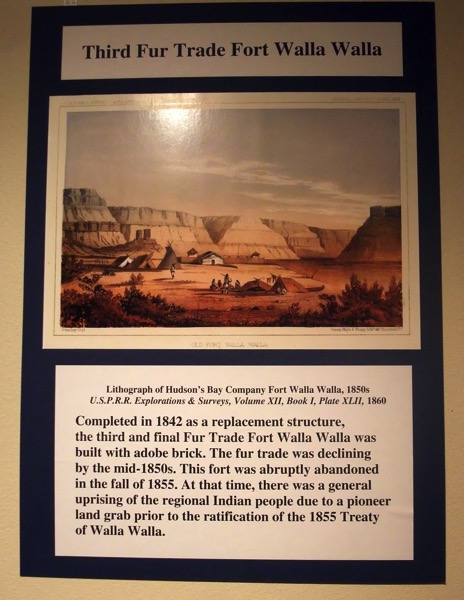 Third Fur Trade Fort Walla Walla
OLD FORT WALLA WALLA
Lithograph of Hudson's Bay Company Fort Walla Walla, 1850s
U.S.P.R.R. Explorations & Surveys, Volume XII, Book I, Plate XLII, 1860
Completed in 1842 as a replacement structure,
the third and final Fur Trade Fort Walla Walla was
built with adobe brick. The fur trade was declining
by the mid-1850s. This fort was abruptly abandoned
in the fall of 1855. At that time, there was a general
uprising of the regional Indian people due to a pioneer
land grab prior to the ratification of the 1855 Treaty
of Walla Walla.